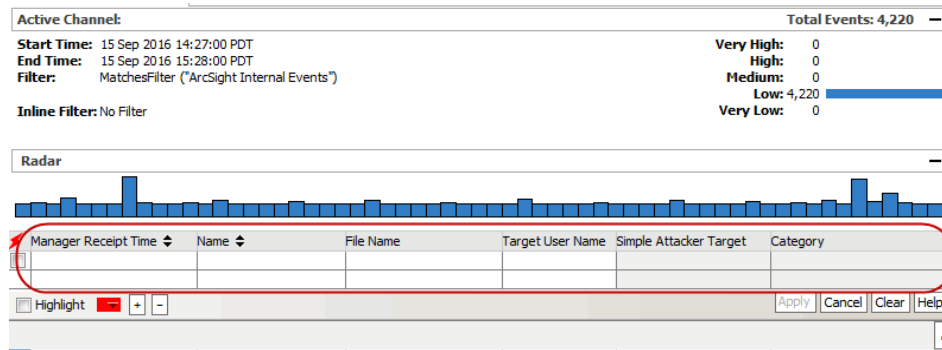 Active Channel: Total Events: 4,220 −
Start Time: 15 Sep 2016 14:27:00 PDT Very High: 0
End Time: 15 Sep 2016 15:28:00 PDT High: 0
Filter: MatchesFilter ("ArcSight Internal Events") Medium: 0
Low: 4,220
Inline Filter: No Filter Very Low: 0
Radar −
Manager Receipt Time Name File Name Target User Name Simple Attacker Target Category
Highlight + − Apply Cancel Clear Help